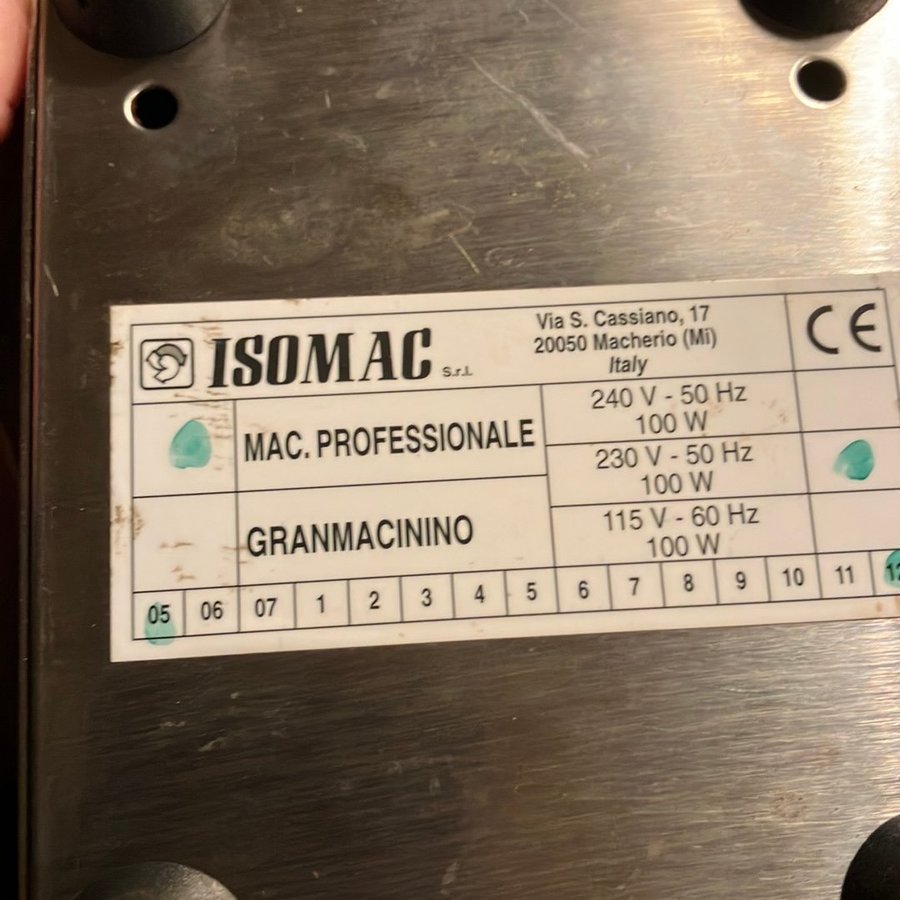 ISOMAC S.r.l.
Via S. Cassiano, 17
20050 Macherio (Mi)
Italy
CE
MAC. PROFESSIONALE
240 V - 50 Hz
100 W
230 V - 50 Hz
100 W
GRANMACININO
115 V - 60 Hz
100 W
05 06 07 1 2 3 4 5 6 7 8 9 10 11 12